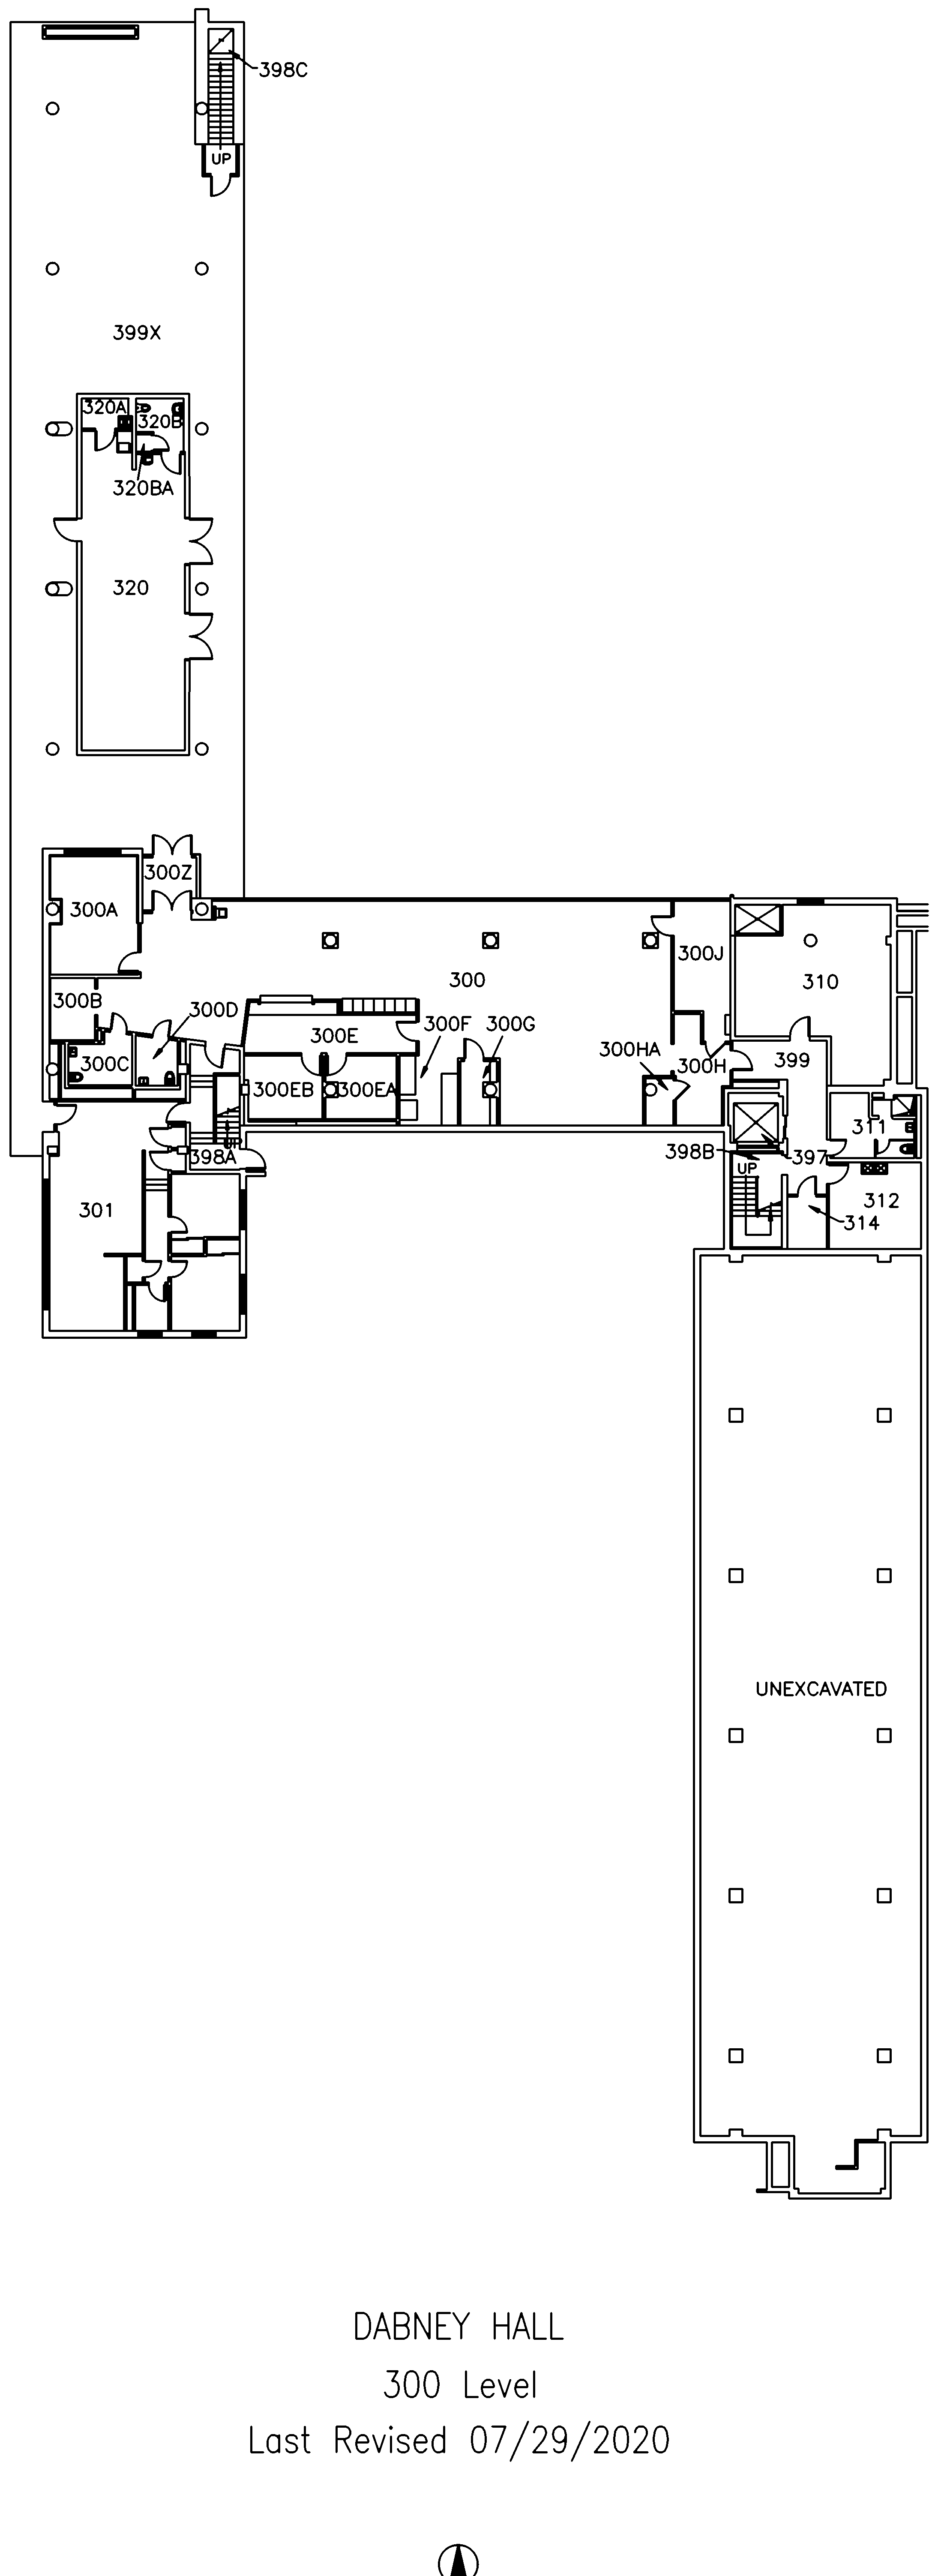 398C
UP
399X
320A
320B
320BA
320
300Z
300A
300J
300
310
300B
300D
300E
300F
300G
300HA
300H
399
300C
300EB
300EA
311
UP
398A
398B
397
UP
312
301
314
UNEXCAVATED
DABNEY HALL
300 Level
Last Revised 07/29/2020